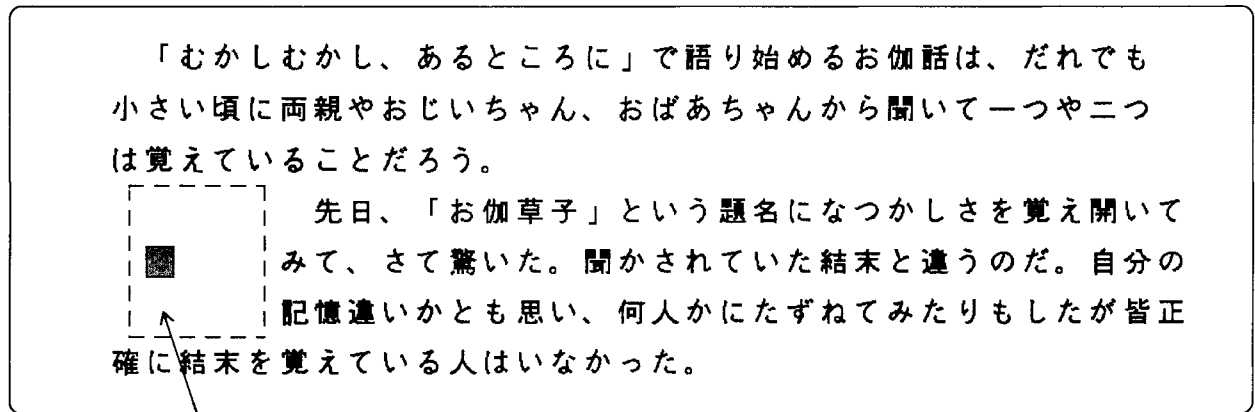 「むかしむかし、あるところに」で語り始めるお伽話は、だれでも
小さい頃に両親やおじいちゃん、おばあちゃんから聞いて一つや二つ
は覚えていることだろう。
先日、「お伽草子」という題名になつかしさを覚え開いて
みて、さて驚いた。聞かされていた結末と違うのだ。自分の
記憶違いかとも思い、何人かにたずねてみたりもしたが皆正
確に結末を覚えている人はいなかった。